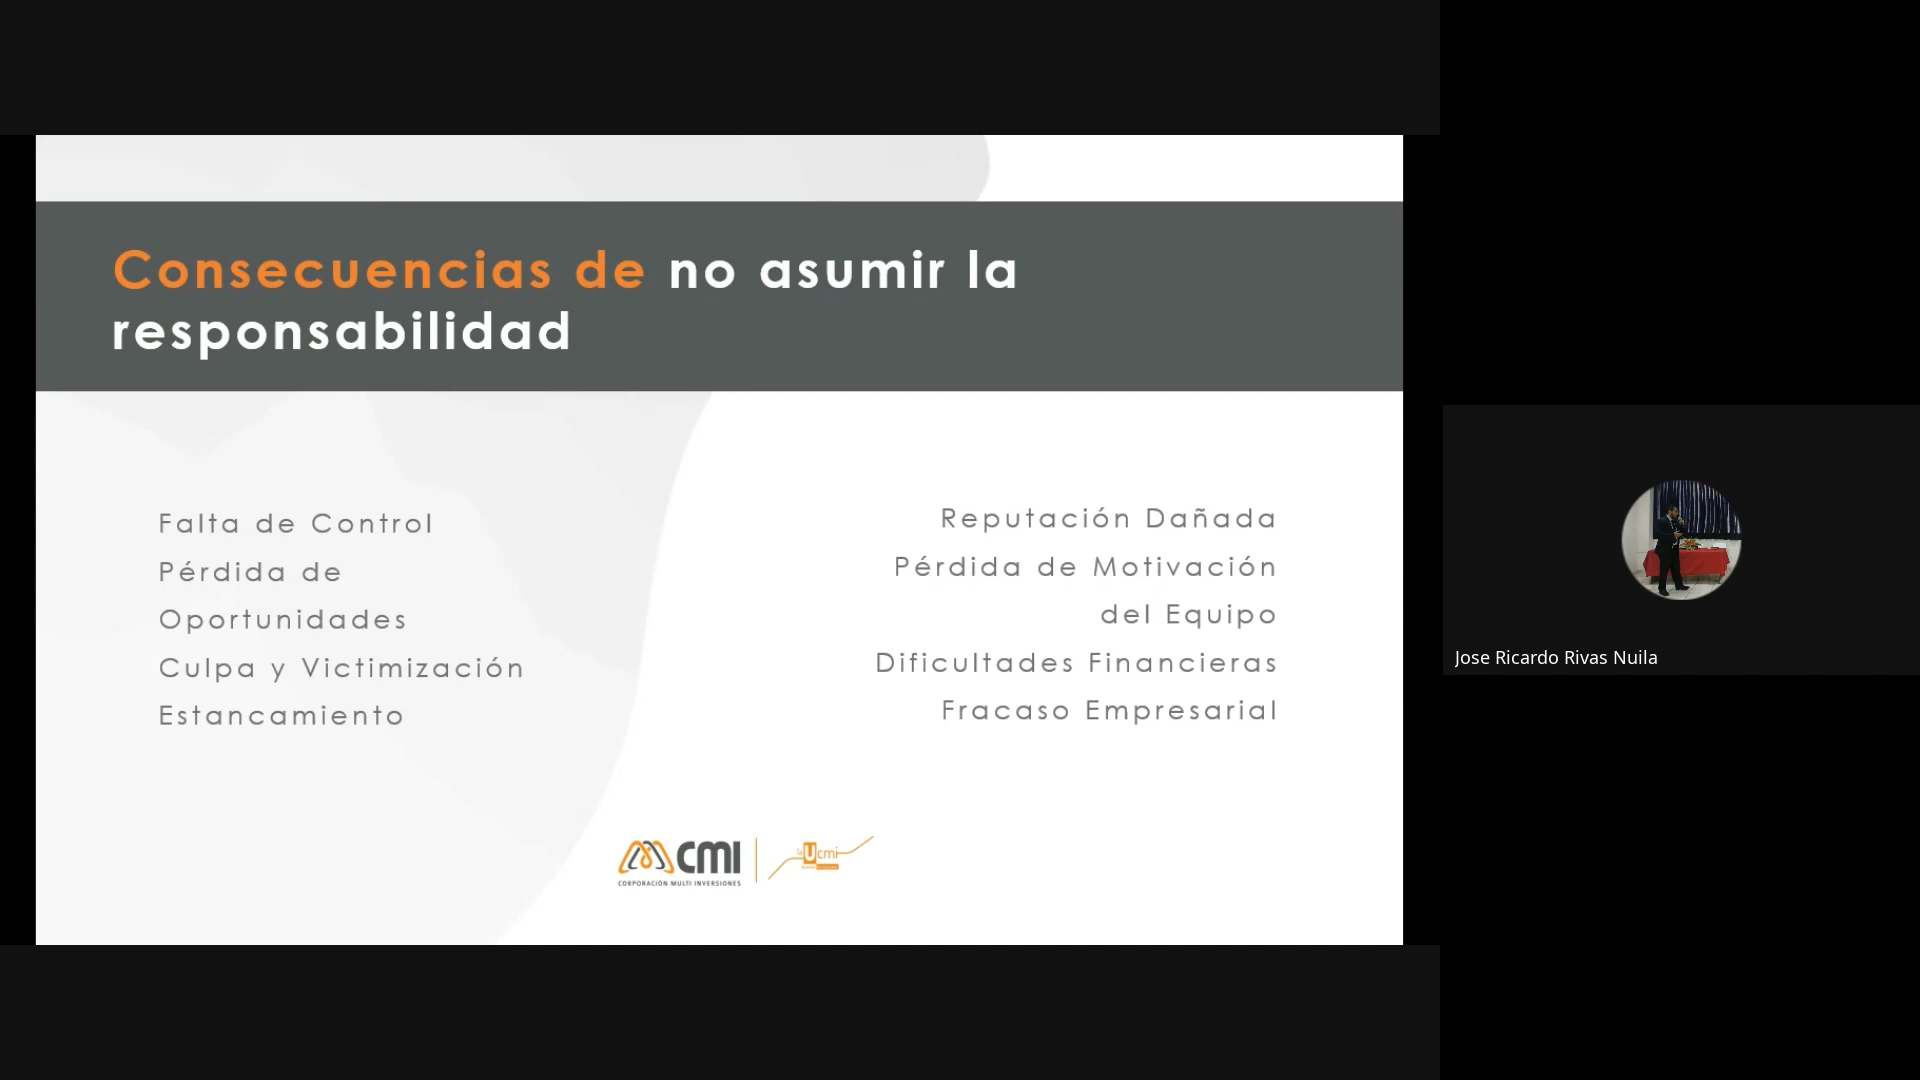 Consecuencias de no asumir la
responsabilidad
Falta de Control
Pérdida de
Oportunidades
Culpa y Victimización
Estancamiento
Reputación Dañada
Pérdida de Motivación
del Equipo
Dificultades Financieras
Fracaso Empresarial
cmi
CORPORACIÓN MULTI INVERSIONES
Ucmi
Jose Ricardo Rivas Nuila